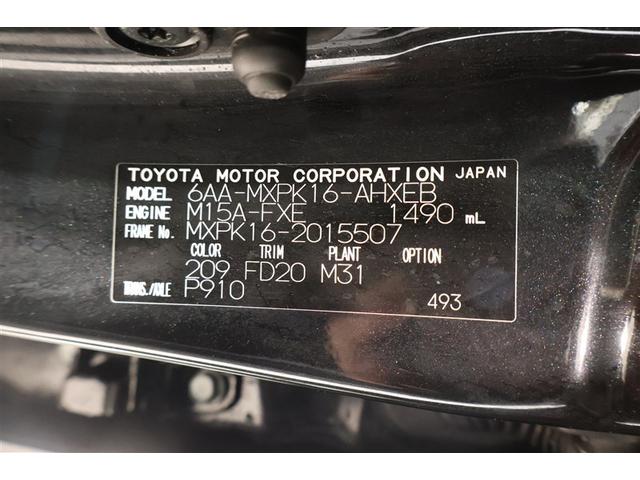 TOYOTA MOTOR CORPORATION JAPAN
MODEL 6AA-MXPK16-AHXEB
ENGINE M15A-FXE 1490 mL
FRAME No. MXPK16-2015507
COLOR TRIM PLANT OPTION
209 FD20 M31
TRANS./AXLE P910
493